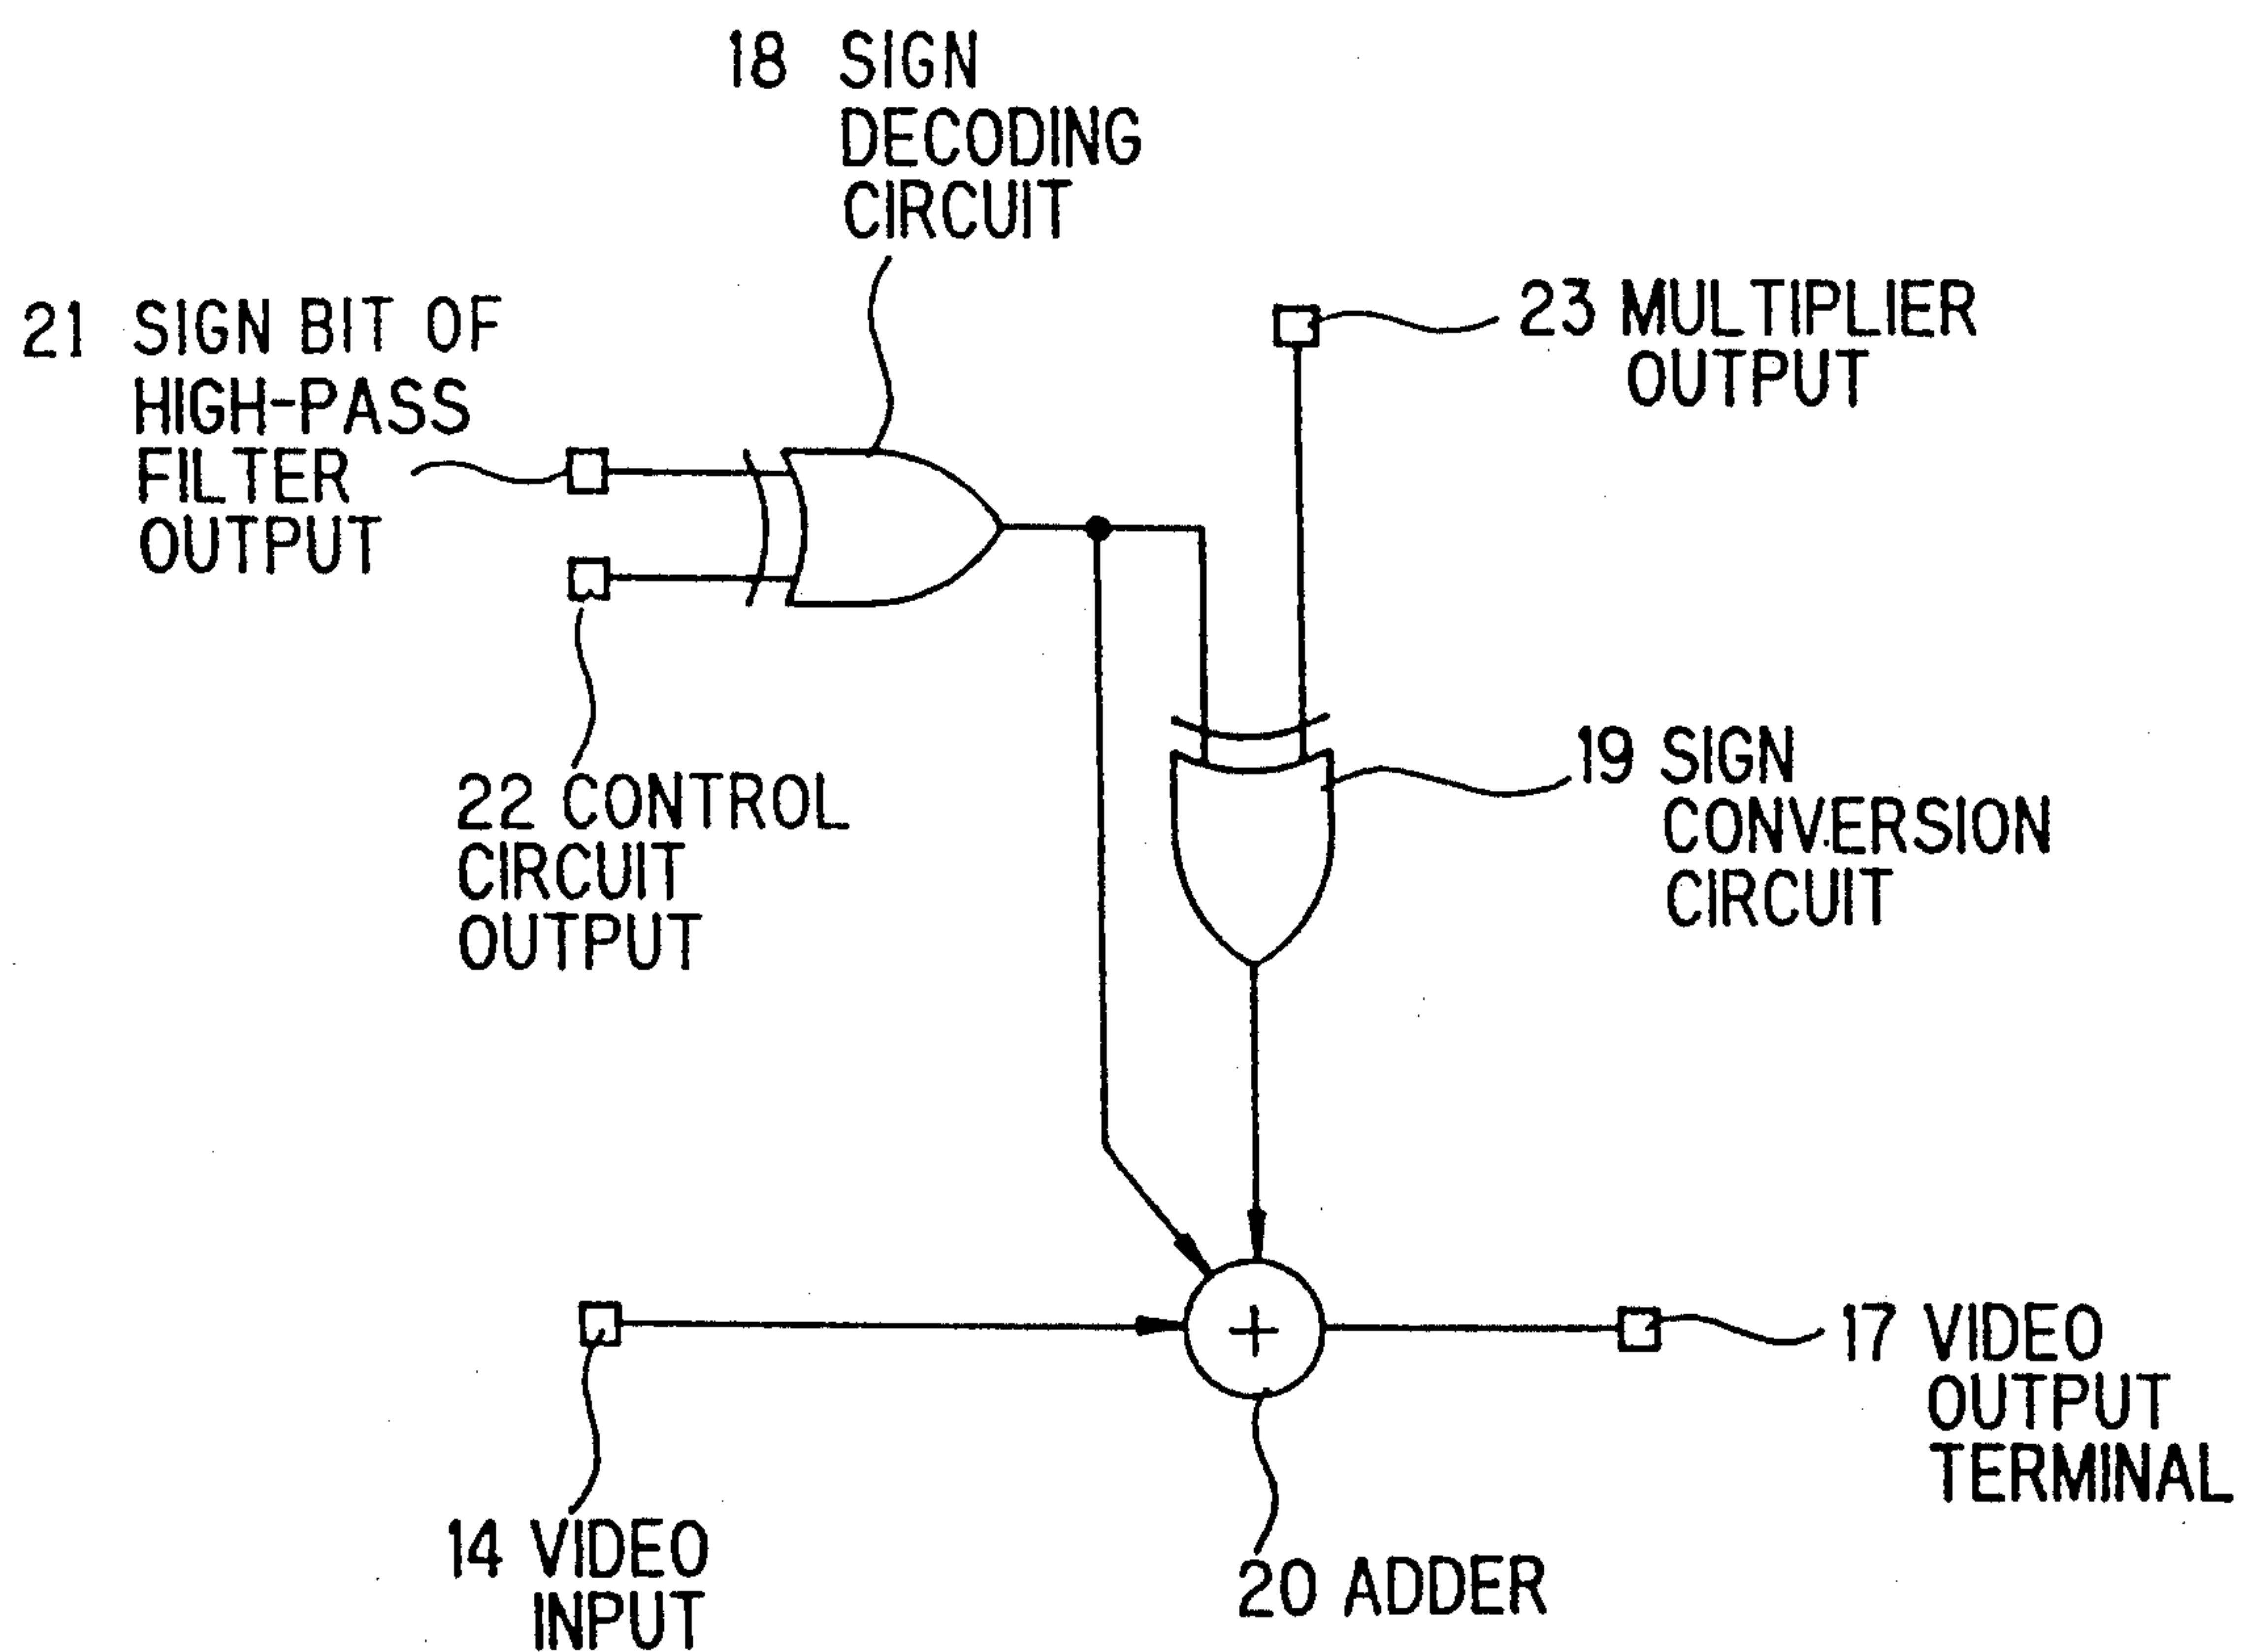 18 SIGN
DECODING
CIRCUIT
21 SIGN BIT OF
HIGH-PASS
FILTER
OUTPUT
23 MULTIPLIER
OUTPUT
22 CONTROL
CIRCUIT
OUTPUT
19 SIGN
CONVERSION
CIRCUIT
14 VIDEO
INPUT
20 ADDER
17 VIDEO
OUTPUT
TERMINAL